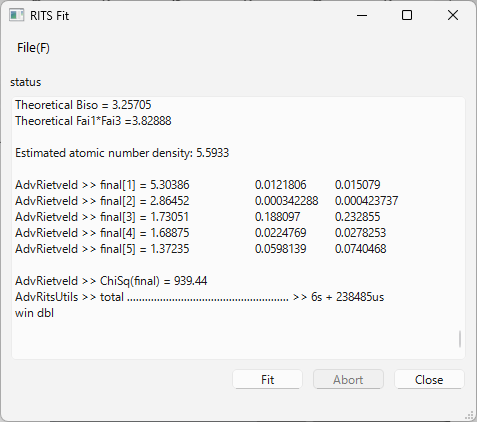 RITS Fit
File(F)
status
Theoretical Biso = 3.25705
Theoretical Fai1*Fai3 =3.82888
Estimated atomic number density: 5.5933
AdvRietveld >> final[1] = 5.30386 0.0121806 0.015079
AdvRietveld >> final[2] = 2.86452 0.000342288 0.000423737
AdvRietveld >> final[3] = 1.73051 0.188097 0.232855
AdvRietveld >> final[4] = 1.68875 0.0224769 0.0278253
AdvRietveld >> final[5] = 1.37235 0.0598139 0.0740468
AdvRietveld >> ChiSq(final) = 939.44
AdvRitsUtils >> total ...................................................... >> 6s + 238485us
win dbl
Fit Abort Close